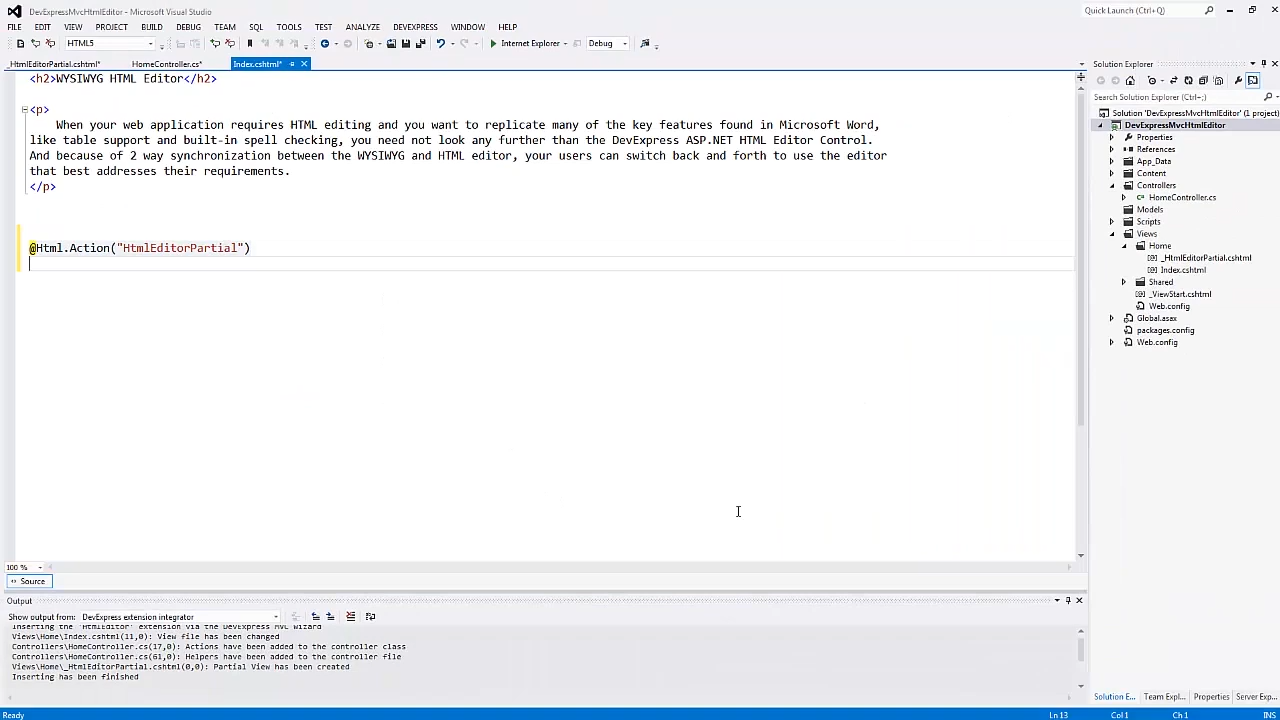 DevExpressMvcHtmlEditor - Microsoft Visual Studio
Quick Launch (Ctrl+Q)
FILE EDIT VIEW PROJECT BUILD DEBUG TEAM SQL TOOLS TEST ANALYZE DEVEXPRESS WINDOW HELP
HTML5 Internet Explorer Debug
_HtmlEditorPartial.cshtml* HomeController.cs* Index.cshtml*
<h2>WYSIWYG HTML Editor</h2>
<p>
When your web application requires HTML editing and you want to replicate many of the key features found in Microsoft Word,
like table support and built-in spell checking, you need not look any further than the DevExpress ASP.NET HTML Editor Control.
And because of 2 way synchronization between the WYSIWYG and HTML editor, your users can switch back and forth to use the editor
that best addresses their requirements.
</p>
@Html.Action("HtmlEditorPartial")
100 %
Source
Output
Show output from: DevExpress extension integrator
Inserting the 'HtmlEditor' extension via the DevExpress MVC Wizard
Views\Home\Index.cshtml(11,0): View file has been changed
Controllers\HomeController.cs(17,0): Actions have been added to the controller class
Controllers\HomeController.cs(61,0): Helpers have been added to the controller file
Views\Home\_HtmlEditorPartial.cshtml(0,0): Partial View has been created
Inserting has been finished
Solution Explorer
Search Solution Explorer (Ctrl+;)
Solution 'DevExpressMvcHtmlEditor' (1 project)
DevExpressMvcHtmlEditor
Properties
References
App_Data
Content
Controllers
HomeController.cs
Models
Scripts
Views
Home
_HtmlEditorPartial.cshtml
Index.cshtml
Shared
_ViewStart.cshtml
Web.config
Global.asax
packages.config
Web.config
Solution E... Team Expl... Properties Server Exp...
Ready Ln 13 Col 1 Ch 1 INS